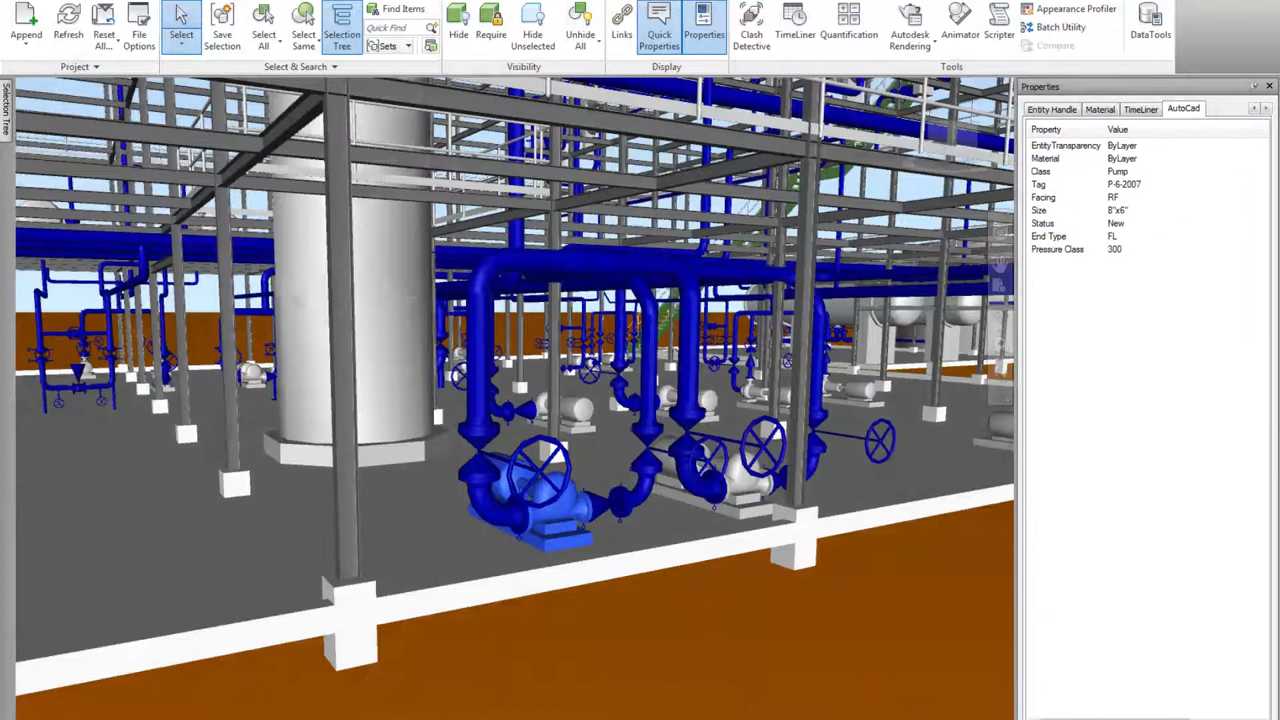 Append
Refresh
Reset
All...
File
Options
Project
Select
Save
Selection
Select
All
Select
Same
Selection
Tree
Find Items
Quick Find
Sets
Select & Search
Hide
Require
Hide
Unselected
Unhide
All
Visibility
Links
Quick
Properties
Properties
Display
Clash
Detective
TimeLiner
Quantification
Autodesk
Rendering
Animator
Scripter
Appearance Profiler
Batch Utility
Compare
Tools
DataTools
Selection Tree
Properties
Entity Handle
Material
TimeLiner
AutoCad
Property Value
EntityTransparency ByLayer
Material ByLayer
Class Pump
Tag P-6-2007
Facing RF
Size 8"x6"
Status New
End Type FL
Pressure Class 300